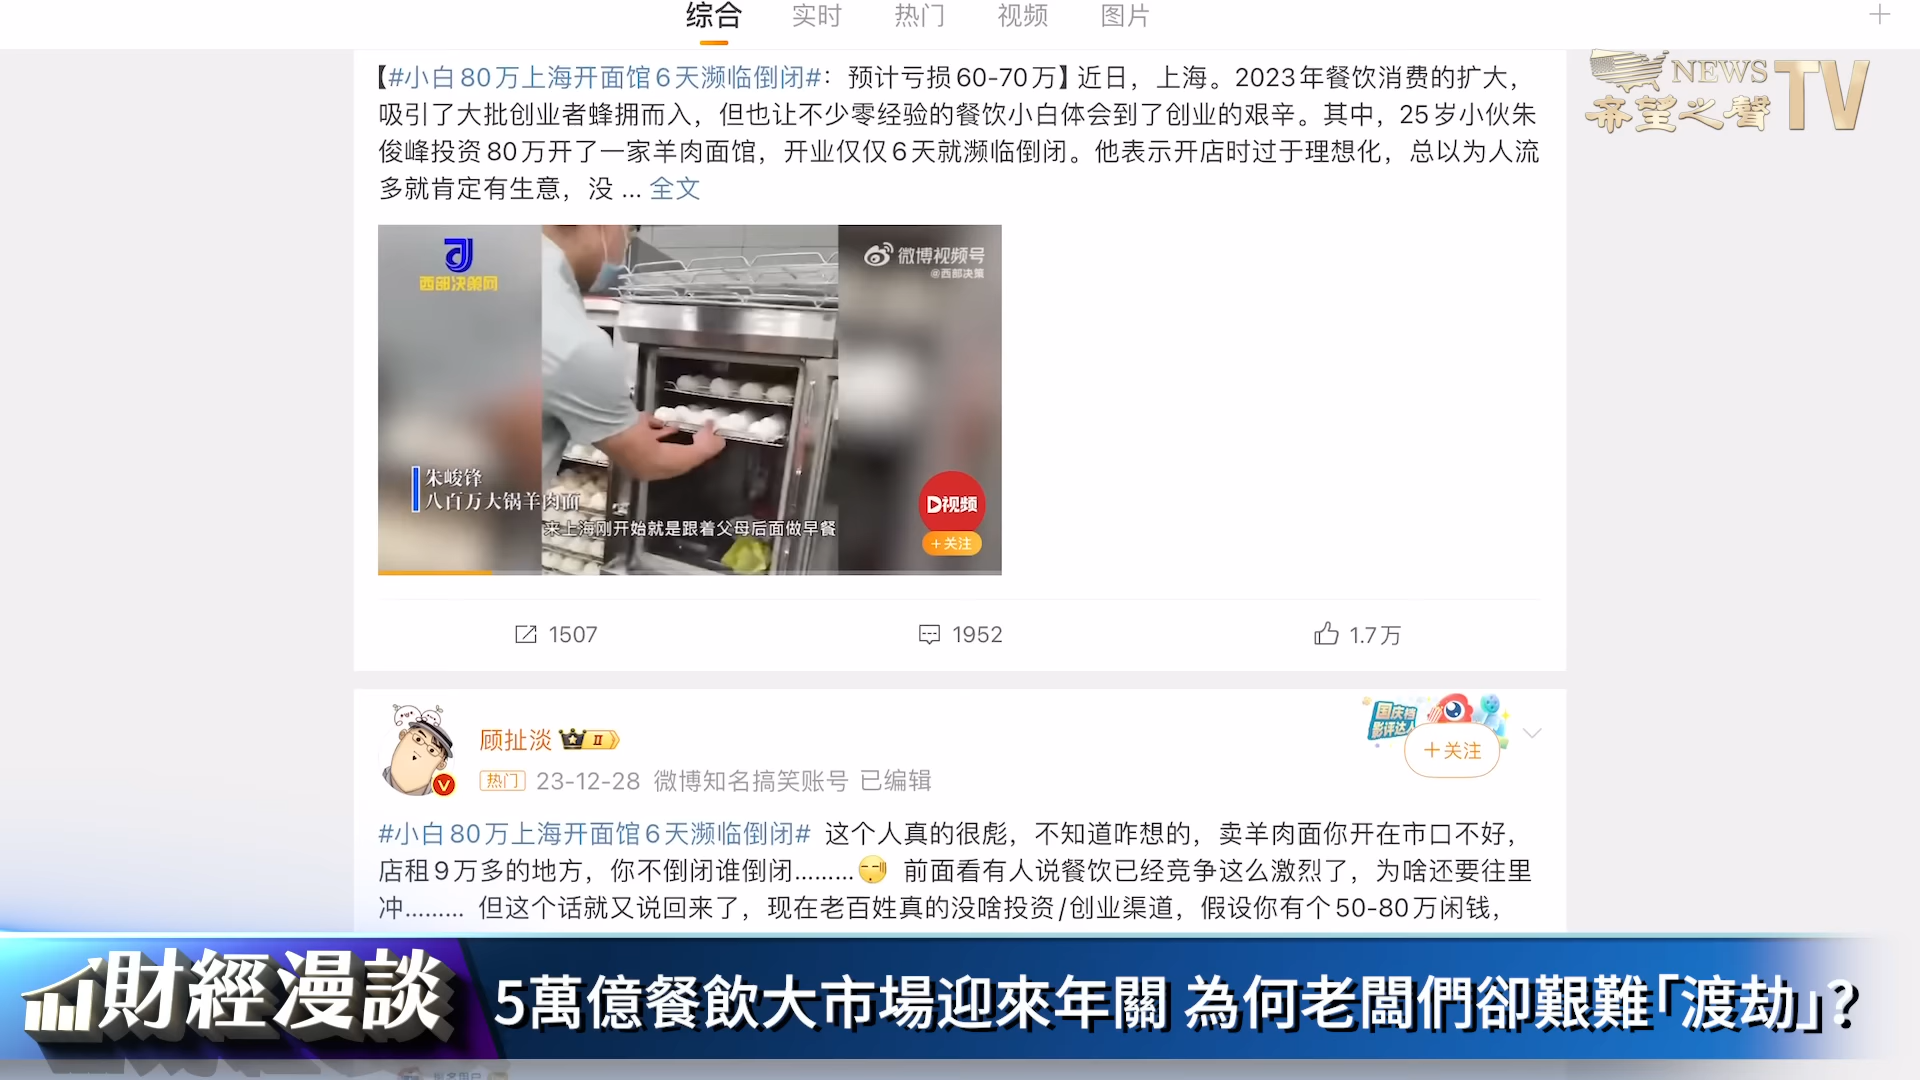 综合 实时 热门 视频 图片
NEWS
希望之聲 TV
【#小白80万上海开面馆6天濒临倒闭#：预计亏损60-70万】近日，上海。2023年餐饮消费的扩大，
吸引了大批创业者蜂拥而入，但也让不少零经验的餐饮小白体会到了创业的艰辛。其中，25岁小伙朱
俊峰投资80万开了一家羊肉面馆，开业仅仅6天就濒临倒闭。他表示开店时过于理想化，总以为人流
多就肯定有生意，没 ... 全文
西部决策网
微博视频号
@西部决策
朱峻锋
八百万大锅羊肉面
来上海刚开始就是跟着父母后面做早餐
D视频
+关注
1507 1952 1.7万
国庆档
影评达人
顾扯淡 II
+关注
热门 23-12-28 微博知名搞笑账号 已编辑
#小白80万上海开面馆6天濒临倒闭# 这个人真的很彪，不知道咋想的，卖羊肉面你开在市口不好，
店租9万多的地方，你不倒闭谁倒闭......... 前面看有人说餐饮已经竞争这么激烈了，为啥还要往里
冲......... 但这个话就又说回来了，现在老百姓真的没啥投资/创业渠道，假设你有个50-80万闲钱，
財經漫談
5萬億餐飲大市場迎來年關 為何老闆們卻艱難「渡劫」？